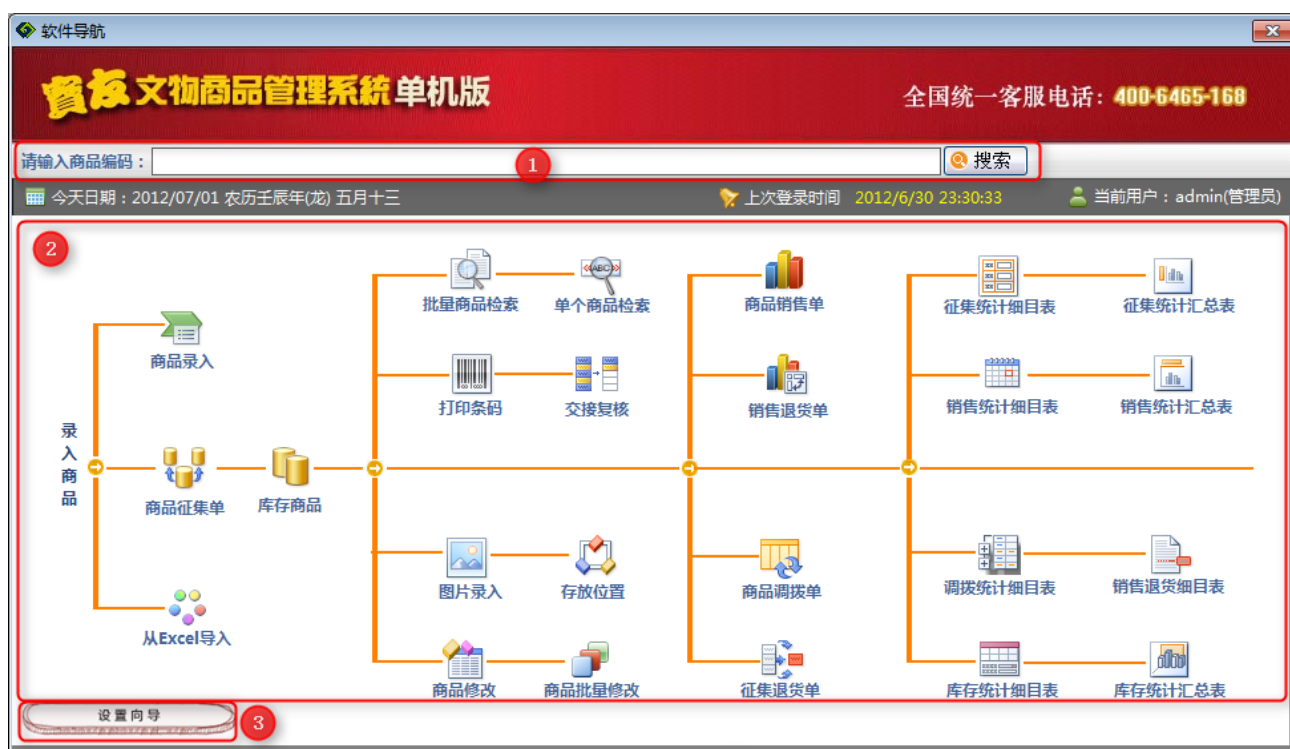 软件导航
文物商品管理系統单机版
全国统一客服电话：400-6465-168
请输入商品编码：
1
搜索
今天日期：2012/07/01 农历壬辰年(龙) 五月十三
上次登录时间 2012/6/30 23:30:33
当前用户：admin(管理员)
2
ABC
批量商品检索
单个商品检索
商品销售单
征集统计细目表
征集统计汇总表
商品录入
打印条码
交接复核
销售退货单
销售统计细目表
销售统计汇总表
录入商品
商品征集单
库存商品
图片录入
存放位置
商品调拨单
调拨统计细目表
销售退货细目表
从Excel导入
商品修改
商品批量修改
征集退货单
库存统计细目表
库存统计汇总表
设置向导
3